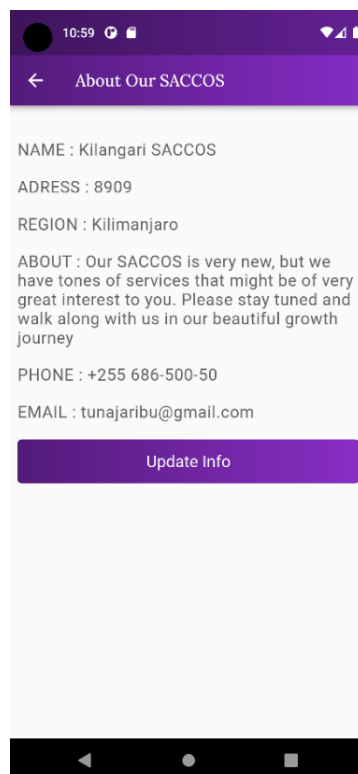 10:59
About Our SACCOS
NAME : Kilangari SACCOS
ADRESS : 8909
REGION : Kilimanjaro
ABOUT : Our SACCOS is very new, but we
have tones of services that might be of very
great interest to you. Please stay tuned and
walk along with us in our beautiful growth
journey
PHONE : +255 686-500-50
EMAIL : tunajaribu@gmail.com
Update Info